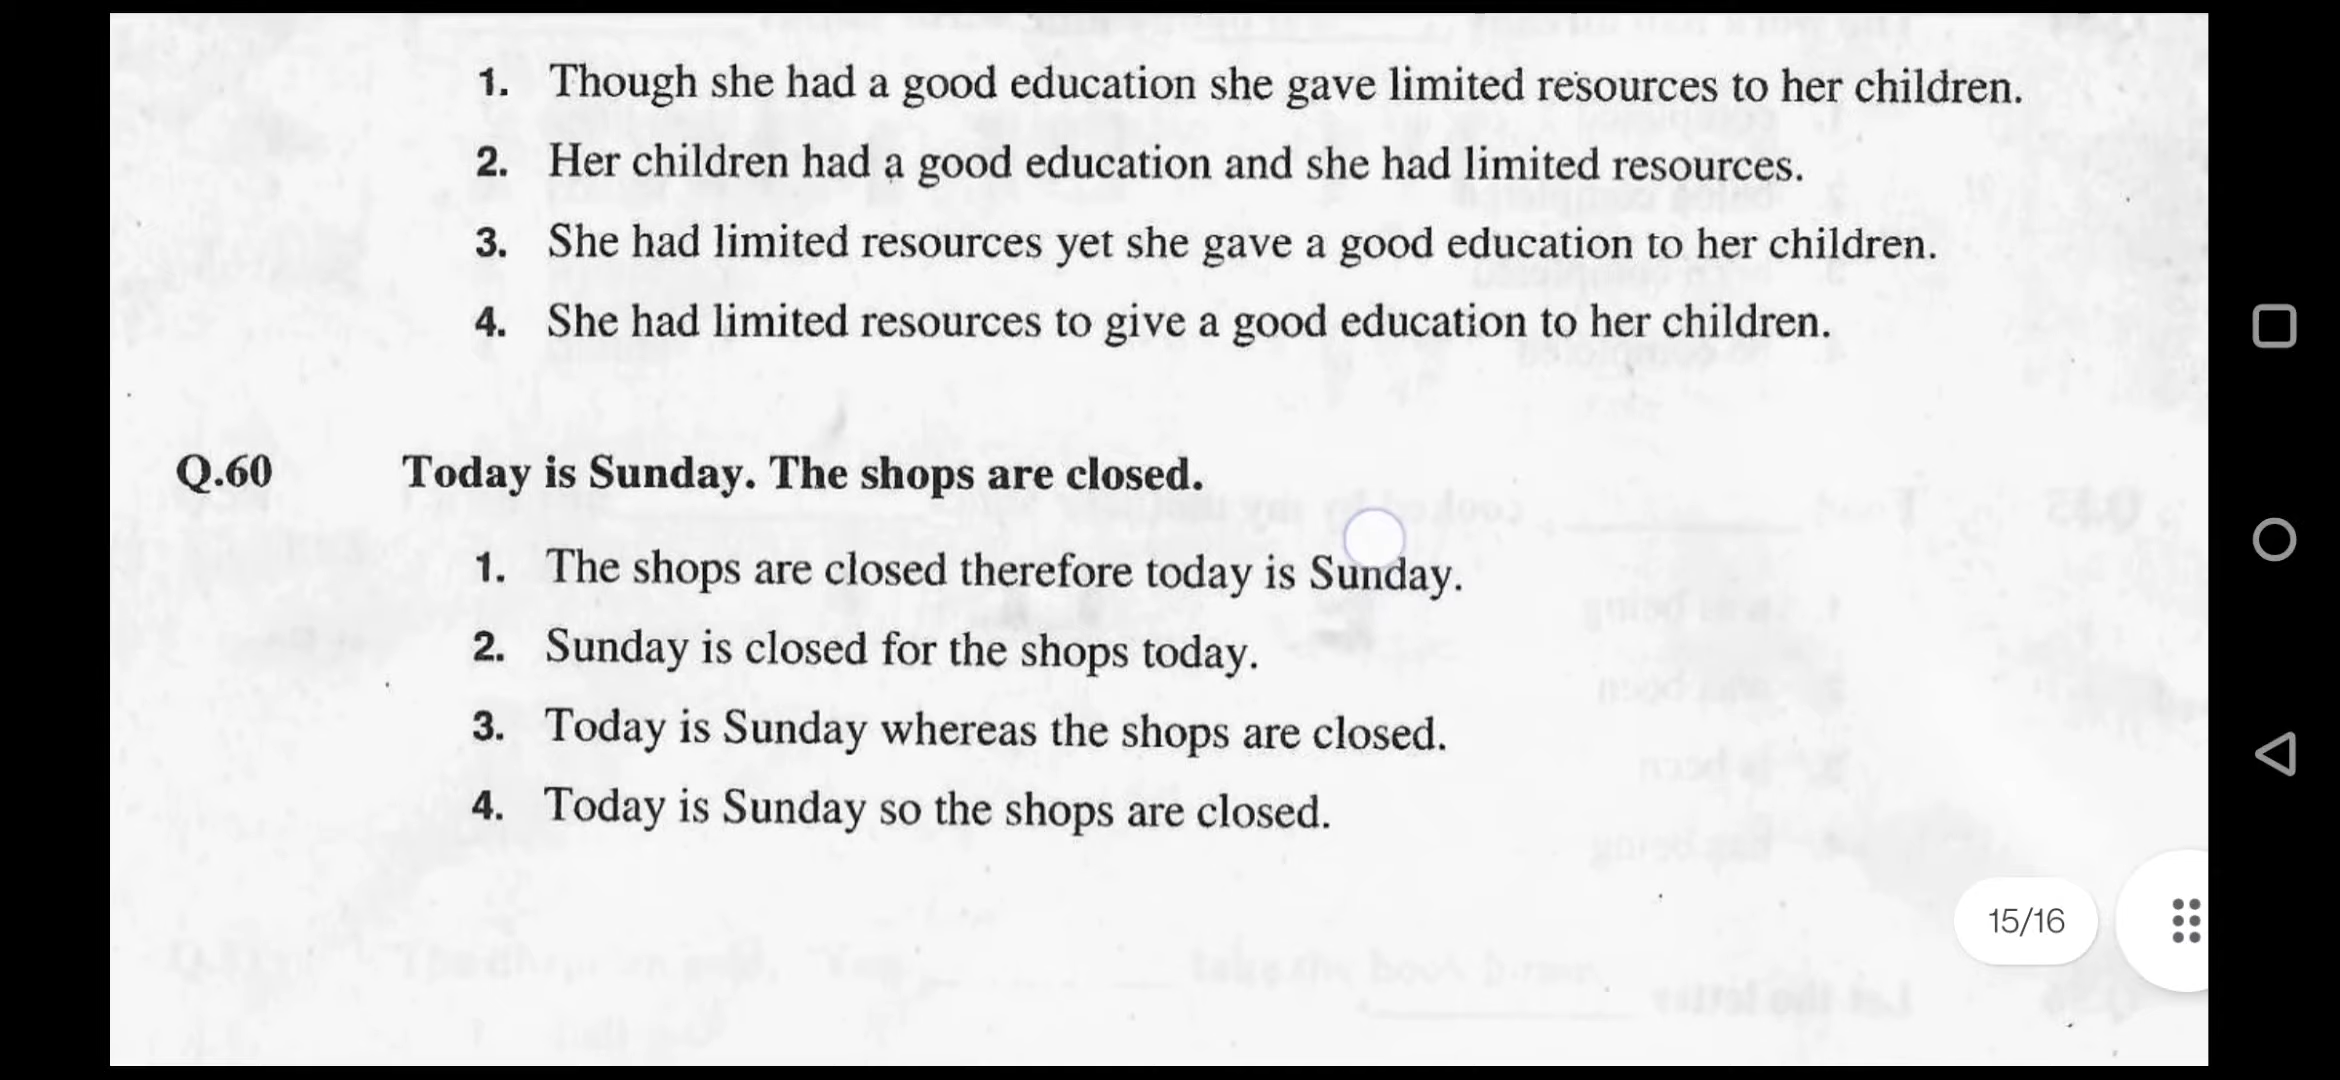 1. Though she had a good education she gave limited resources to her children.
2. Her children had a good education and she had limited resources.
3. She had limited resources yet she gave a good education to her children.
4. She had limited resources to give a good education to her children.
Q.60 Today is Sunday. The shops are closed.
1. The shops are closed therefore today is Sunday.
2. Sunday is closed for the shops today.
3. Today is Sunday whereas the shops are closed.
4. Today is Sunday so the shops are closed.
15/16